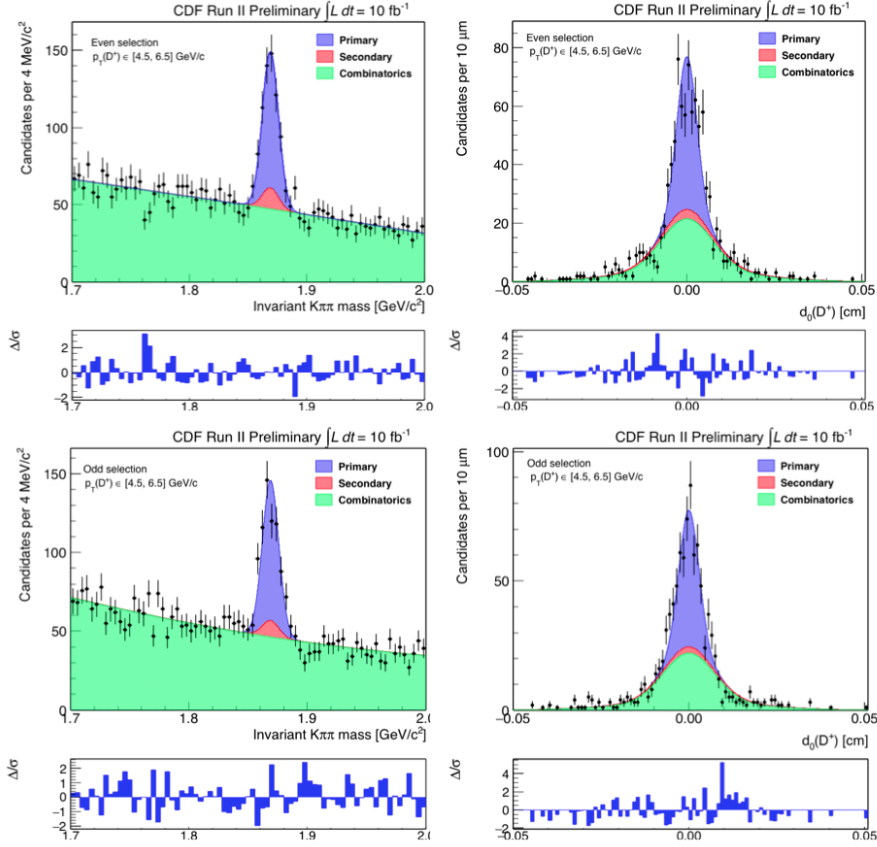 CDF Run II Preliminary ∫L dt = 10 fb⁻¹
Candidates per 4 MeV/c²
Even selection
p_T(D⁺) ∈ [4.5, 6.5] GeV/c
Primary
Secondary
Combinatorics
150
100
50
0
1.7 1.8 1.9 2.0
Invariant Kππ mass [GeV/c²]
Δ/σ
2
0
−2
1.7 1.8 1.9 2.0
CDF Run II Preliminary ∫L dt = 10 fb⁻¹
Candidates per 10 μm
Even selection
p_T(D⁺) ∈ [4.5, 6.5] GeV/c
Primary
Secondary
Combinatorics
80
60
40
20
0
−0.05 0.00 0.05
d₀(D⁺) [cm]
Δ/σ
4
2
0
−2
−0.05 0.00 0.05
CDF Run II Preliminary ∫L dt = 10 fb⁻¹
Candidates per 4 MeV/c²
Odd selection
p_T(D⁺) ∈ [4.5, 6.5] GeV/c
Primary
Secondary
Combinatorics
150
100
50
0
1.7 1.8 1.9 2.0
Invariant Kππ mass [GeV/c²]
Δ/σ
2
1
0
−1
−2
1.7 1.8 1.9 2.0
CDF Run II Preliminary ∫L dt = 10 fb⁻¹
Candidates per 10 μm
Odd selection
p_T(D⁺) ∈ [4.5, 6.5] GeV/c
Primary
Secondary
Combinatorics
100
50
0
0.00 0.05
d₀(D⁺) [cm]
Δ/σ
4
2
0
−2
−0.05 0.00 0.05